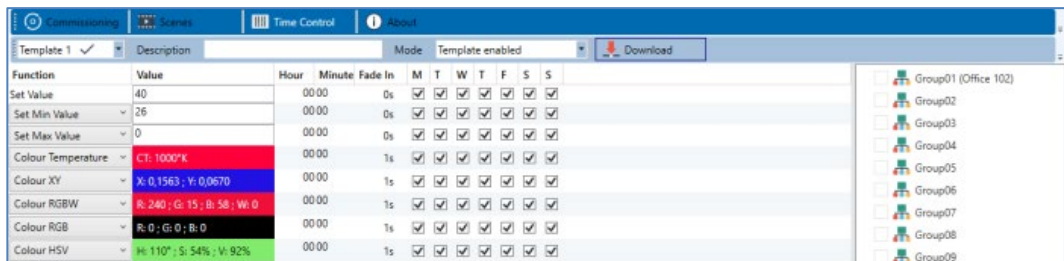 Commissioning Scenes Time Control About
Template 1 Description Mode Template enabled Download
Function Value Hour Minute Fade In M T W T F S S
Set Value 40 00 00 0s
Set Min Value 26 00 00 0s
Set Max Value 0 00 00 0s
Colour Temperature CT: 1000°K 00 00 1s
Colour XY X: 0,1563 ; Y: 0,0670 00 00 1s
Colour RGBW R: 240 ; G: 15 ; B: 58 ; W: 0 00 00 1s
Colour RGB R: 0 ; G: 0 ; B: 0 00 00 1s
Colour HSV H: 110° ; S: 54% ; V: 92% 00 00 1s
Group01 (Office 102)
Group02
Group03
Group04
Group05
Group06
Group07
Group08
Group09